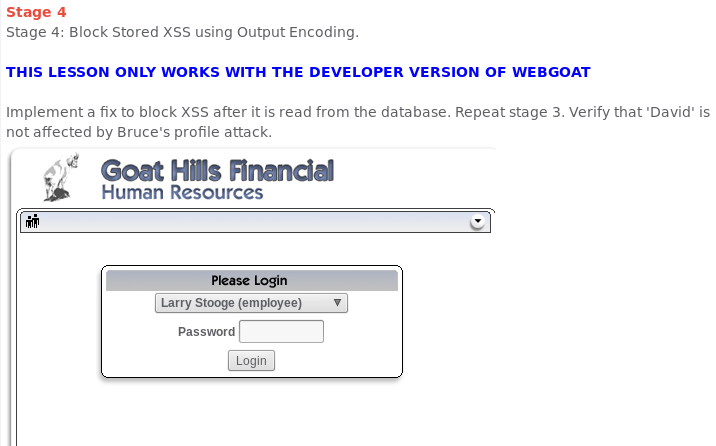 Stage 4
Stage 4: Block Stored XSS using Output Encoding.
THIS LESSON ONLY WORKS WITH THE DEVELOPER VERSION OF WEBGOAT
Implement a fix to block XSS after it is read from the database. Repeat stage 3. Verify that 'David' is
not affected by Bruce's profile attack.
Goat Hills Financial
Human Resources
Please Login
Larry Stooge (employee)
Password
Login